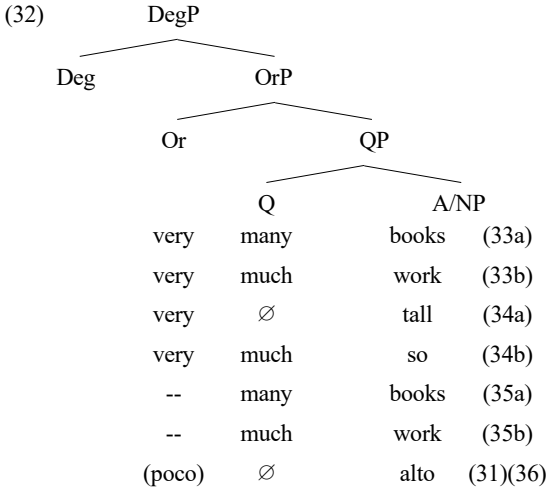 (32) DegP
Deg OrP
Or QP
Q A/NP
very many books (33a)
very much work (33b)
very ∅ tall (34a)
very much so (34b)
-- many books (35a)
-- much work (35b)
(poco) ∅ alto (31)(36)